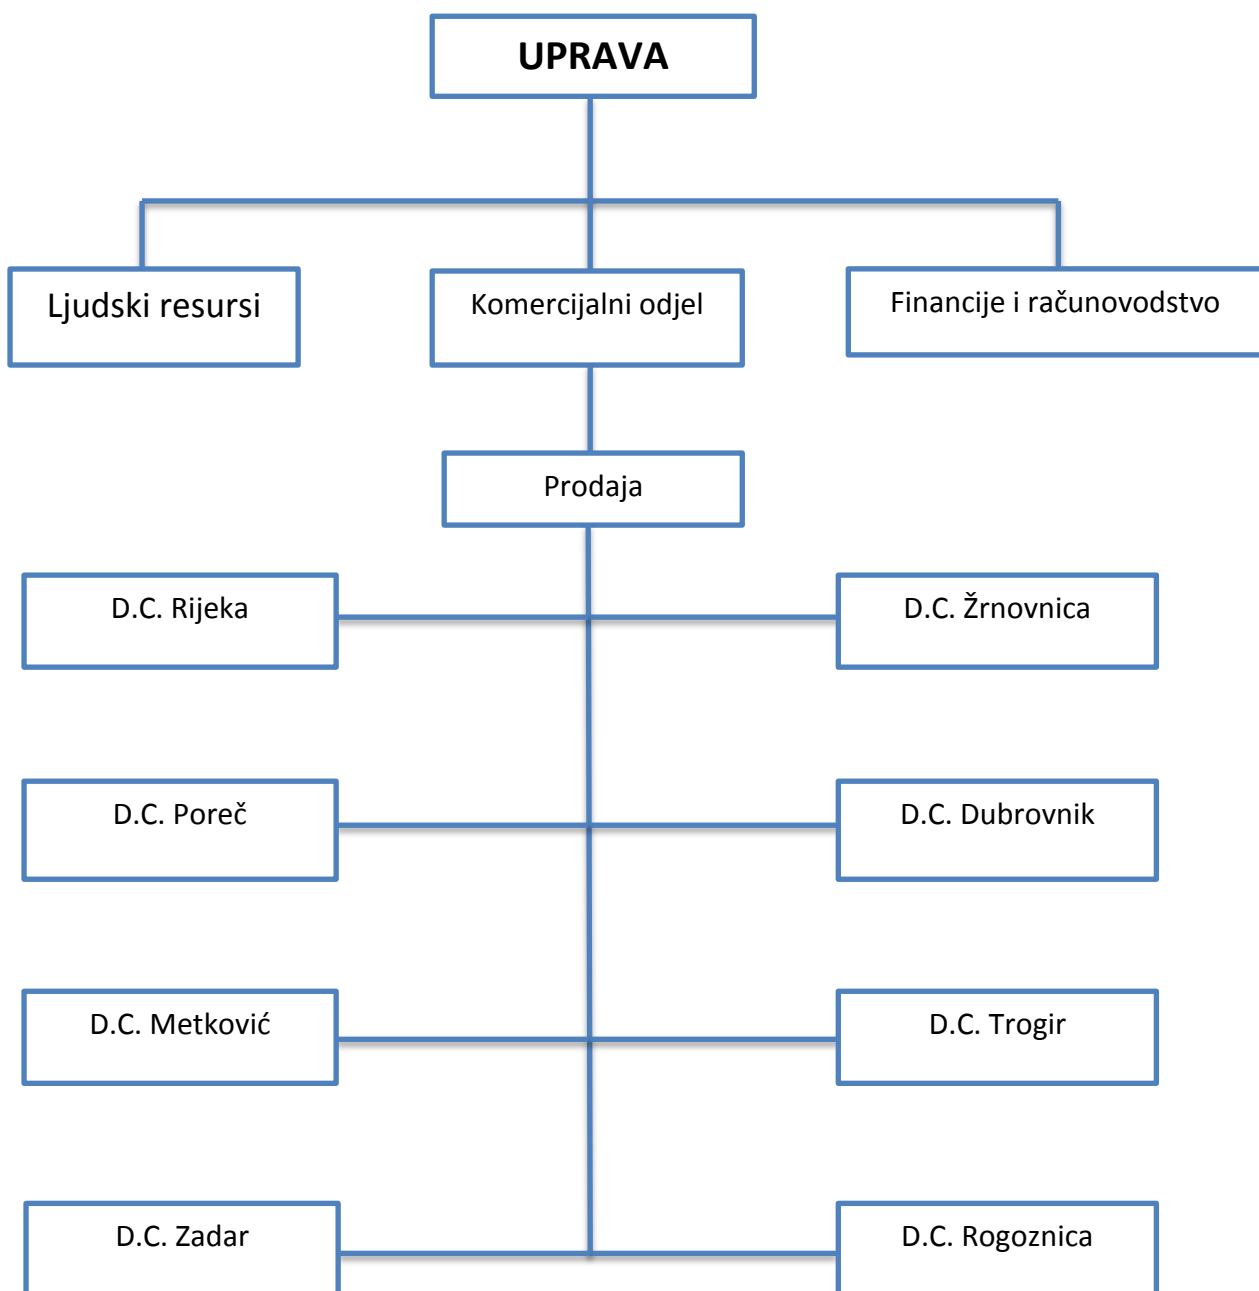 UPRAVA
Ljudski resursi
Komercijalni odjel
Financije i računovodstvo
Prodaja
D.C. Rijeka
D.C. Žrnovnica
D.C. Poreč
D.C. Dubrovnik
D.C. Metković
D.C. Trogir
D.C. Zadar
D.C. Rogoznica